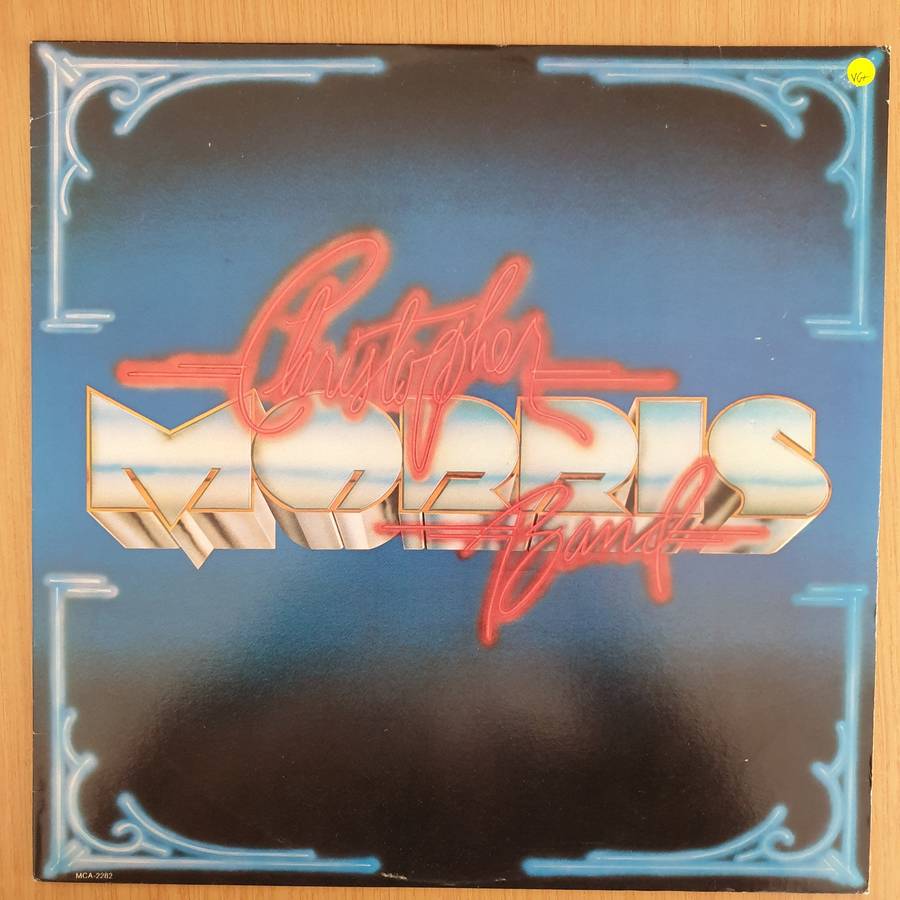 VG+
Christopher
MORRIS
Band
MCA-2282